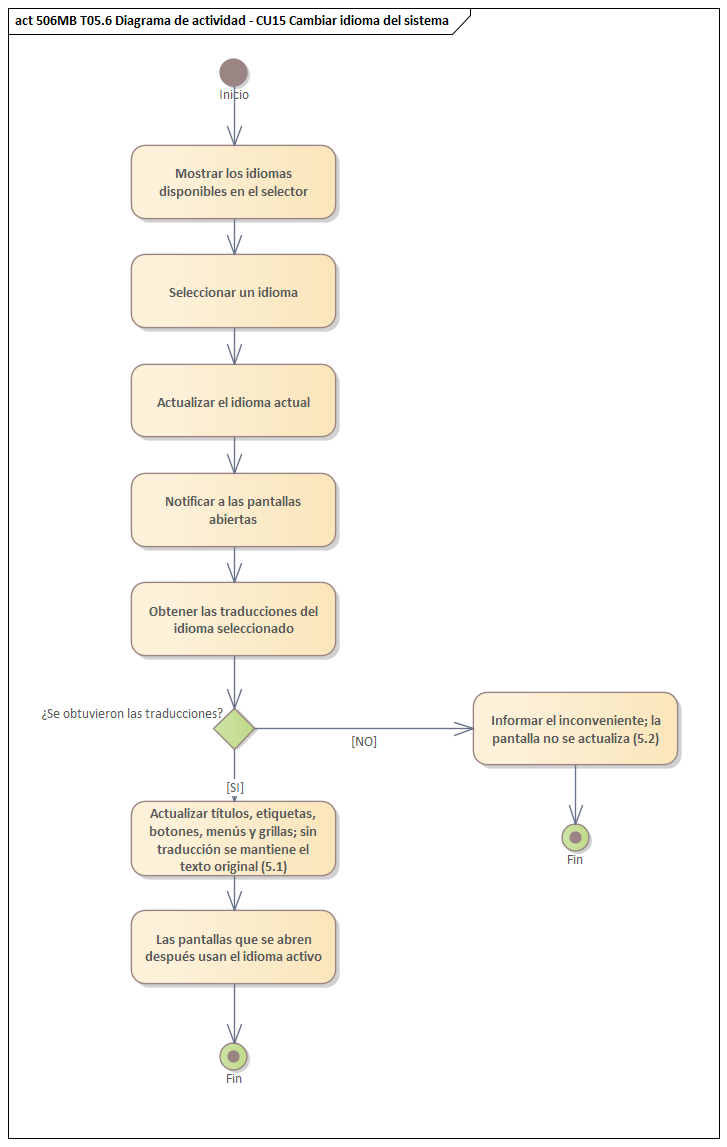 act 506MB T05.6 Diagrama de actividad - CU15 Cambiar idioma del sistema
Inicio
Mostrar los idiomas
disponibles en el selector
Seleccionar un idioma
Actualizar el idioma actual
Notificar a las pantallas
abiertas
Obtener las traducciones del
idioma seleccionado
¿Se obtuvieron las traducciones?
[NO]
Informar el inconveniente; la
pantalla no se actualiza (5.2)
Fin
[SI]
Actualizar títulos, etiquetas,
botones, menús y grillas; sin
traducción se mantiene el
texto original (5.1)
Las pantallas que se abren
después usan el idioma activo
Fin